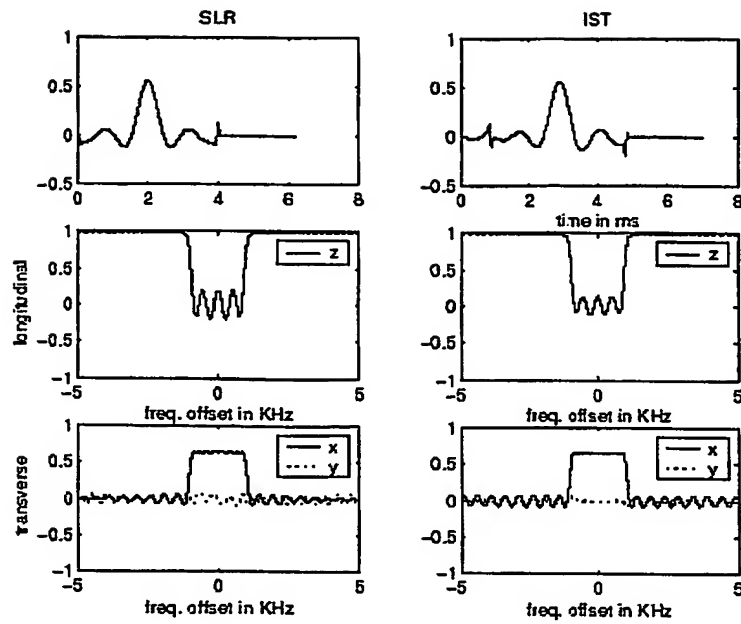 SLR
IST
1
0.5
0
-0.5
0 2 4 6 8
1
0.5
0
-0.5
0 2 4 6 8
time in ms
longitudinal
1
0.5
0
-0.5
-1
z
-5 0 5
freq. offset in KHz
1
0.5
0
-0.5
-1
z
-5 0 5
freq. offset in KHz
transverse
1
0.5
0
-0.5
-1
x
y
-5 0 5
freq. offset in KHz
1
0.5
0
-0.5
-1
x
y
-5 0 5
freq. offset in KHz